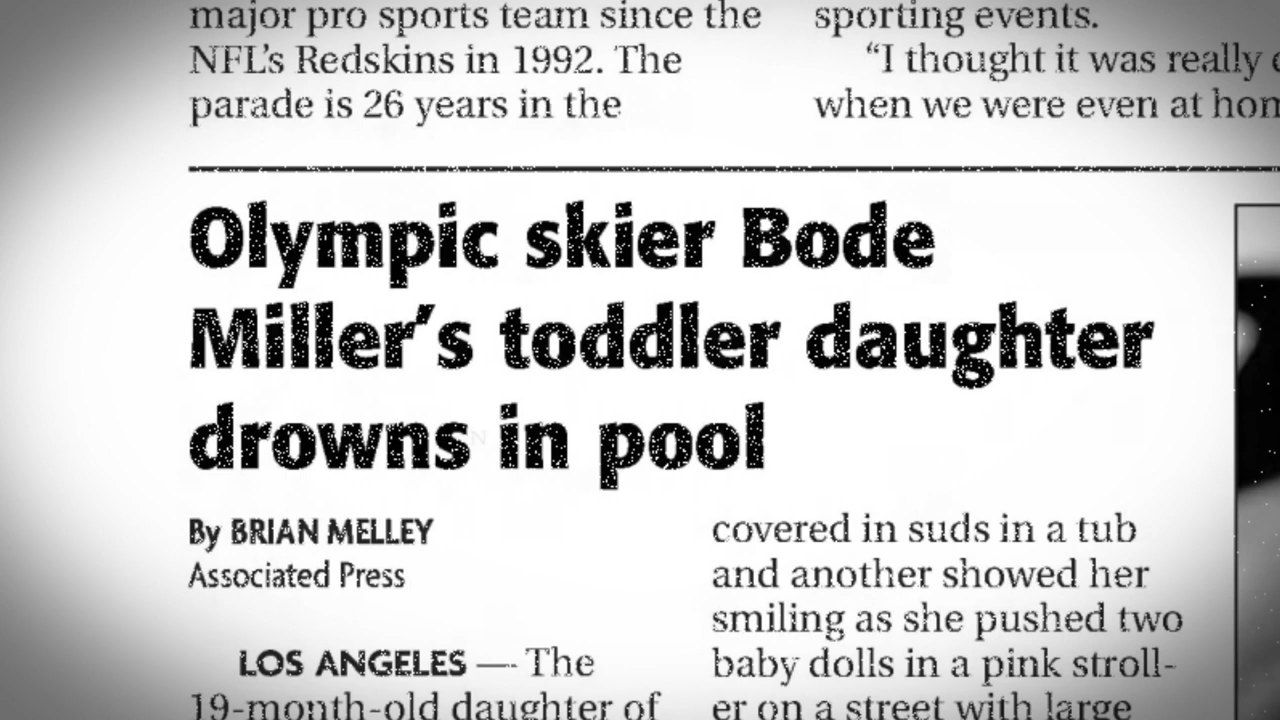 major pro sports team since the
NFL's Redskins in 1992. The
parade is 26 years in the
sporting events.
“I thought it was really
when we were even at hom
Olympic skier Bode
Miller's toddler daughter
drowns in pool
By BRIAN MELLEY
Associated Press
LOS ANGELES — The
19-month-old daughter of
covered in suds in a tub
and another showed her
smiling as she pushed two
baby dolls in a pink stroll-
er on a street with large